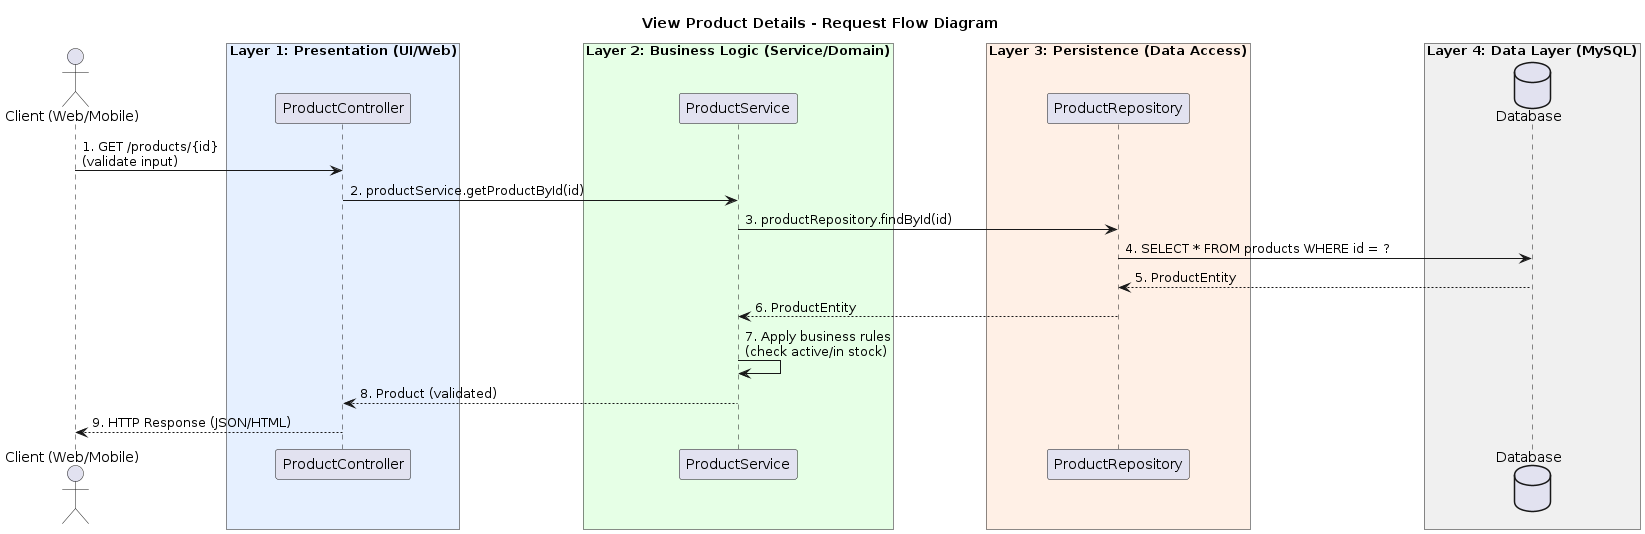 View Product Details - Request Flow Diagram
Layer 1: Presentation (UI/Web)
Layer 2: Business Logic (Service/Domain)
Layer 3: Persistence (Data Access)
Layer 4: Data Layer (MySQL)
Client (Web/Mobile)
ProductController
ProductService
ProductRepository
Database
1. GET /products/{id}
(validate input)
2. productService.getProductById(id)
3. productRepository.findById(id)
4. SELECT * FROM products WHERE id = ?
5. ProductEntity
6. ProductEntity
7. Apply business rules
(check active/in stock)
8. Product (validated)
9. HTTP Response (JSON/HTML)
Client (Web/Mobile)
ProductController
ProductService
ProductRepository
Database